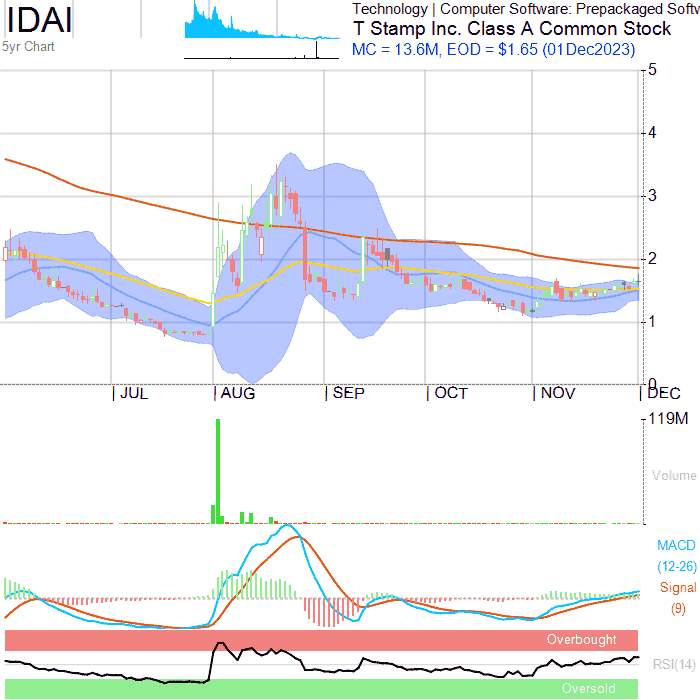 IDAI
5yr Chart
Technology | Computer Software: Prepackaged Softw
T Stamp Inc. Class A Common Stock
MC = 13.6M, EOD = $1.65 (01Dec2023)
5
4
3
2
1
0
JUL
AUG
SEP
OCT
NOV
DEC
119M
Volume
MACD
(12-26)
Signal
(9)
Overbought
RSI(14)
Oversold